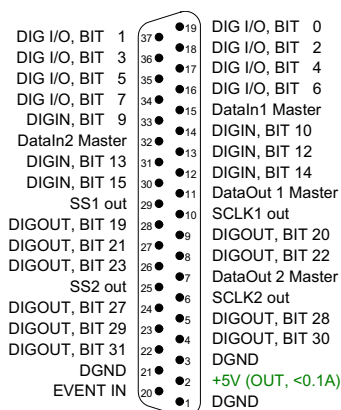 19 DIG I/O, BIT 0
DIG I/O, BIT 1 37
18 DIG I/O, BIT 2
DIG I/O, BIT 3 36
17 DIG I/O, BIT 4
DIG I/O, BIT 5 35
16 DIG I/O, BIT 6
DIG I/O, BIT 7 34
15 DataIn1 Master
DIGIN, BIT 9 33
14 DIGIN, BIT 10
DataIn2 Master 32
13 DIGIN, BIT 12
DIGIN, BIT 13 31
12 DIGIN, BIT 14
DIGIN, BIT 15 30
11 DataOut 1 Master
SS1 out 29
10 SCLK1 out
DIGOUT, BIT 19 28
9 DIGOUT, BIT 20
DIGOUT, BIT 21 27
8 DIGOUT, BIT 22
DIGOUT, BIT 23 26
7 DataOut 2 Master
SS2 out 25
6 SCLK2 out
DIGOUT, BIT 27 24
5 DIGOUT, BIT 28
DIGOUT, BIT 29 23
4 DIGOUT, BIT 30
DIGOUT, BIT 31 22
3 DGND
DGND 21
2 +5V (OUT, <0.1A)
EVENT IN 20
1 DGND